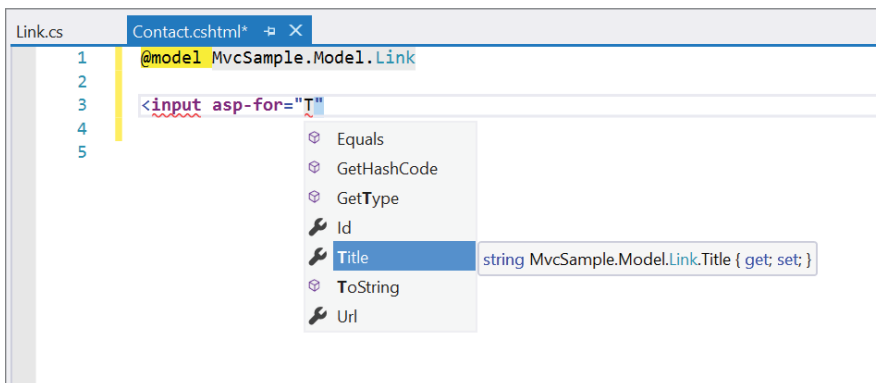 Link.cs
Contact.cshtml*
1 @model MvcSample.Model.Link
2
3 <input asp-for="T"
4
5
Equals
GetHashCode
GetType
Id
Title string MvcSample.Model.Link.Title { get; set; }
ToString
Url